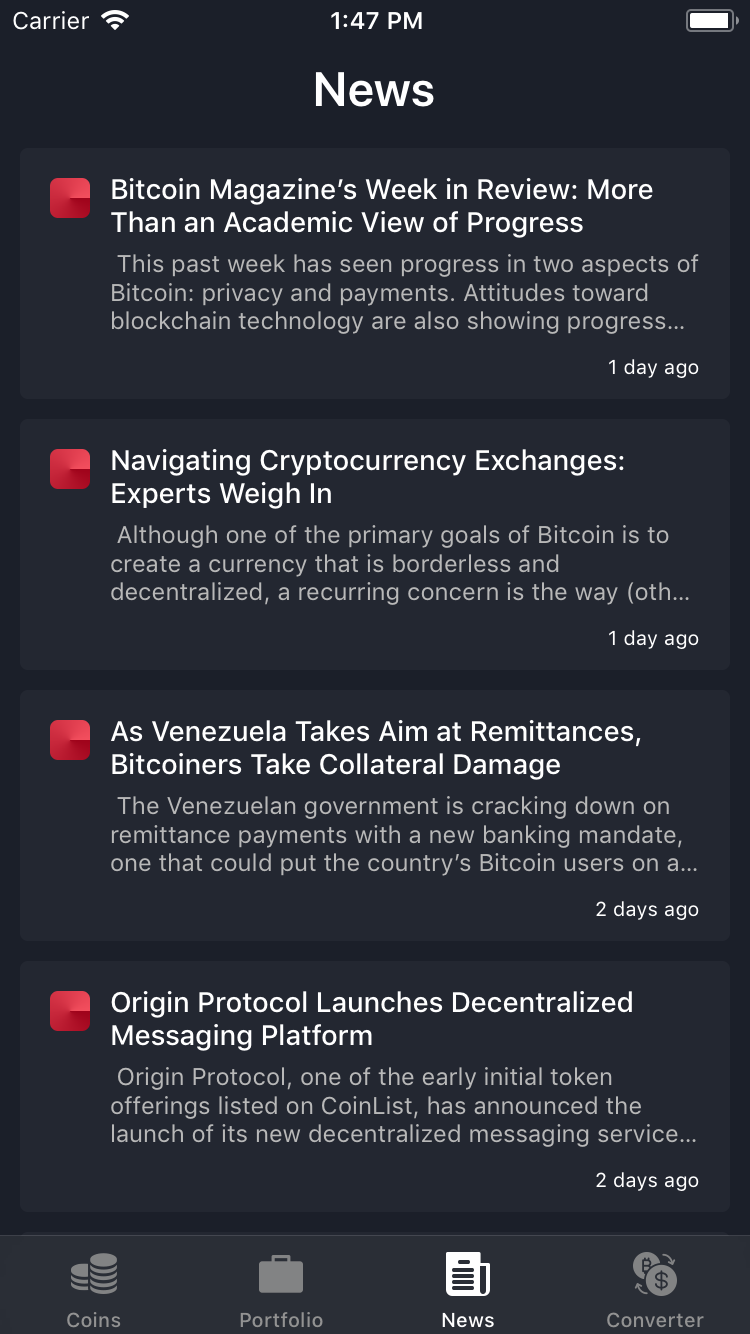 Carrier 1:47 PM
News
Bitcoin Magazine’s Week in Review: More
Than an Academic View of Progress
This past week has seen progress in two aspects of
Bitcoin: privacy and payments. Attitudes toward
blockchain technology are also showing progress...
1 day ago
Navigating Cryptocurrency Exchanges:
Experts Weigh In
Although one of the primary goals of Bitcoin is to
create a currency that is borderless and
decentralized, a recurring concern is the way (oth...
1 day ago
As Venezuela Takes Aim at Remittances,
Bitcoiners Take Collateral Damage
The Venezuelan government is cracking down on
remittance payments with a new banking mandate,
one that could put the country’s Bitcoin users on a...
2 days ago
Origin Protocol Launches Decentralized
Messaging Platform
Origin Protocol, one of the early initial token
offerings listed on CoinList, has announced the
launch of its new decentralized messaging service...
2 days ago
Coins Portfolio News Converter